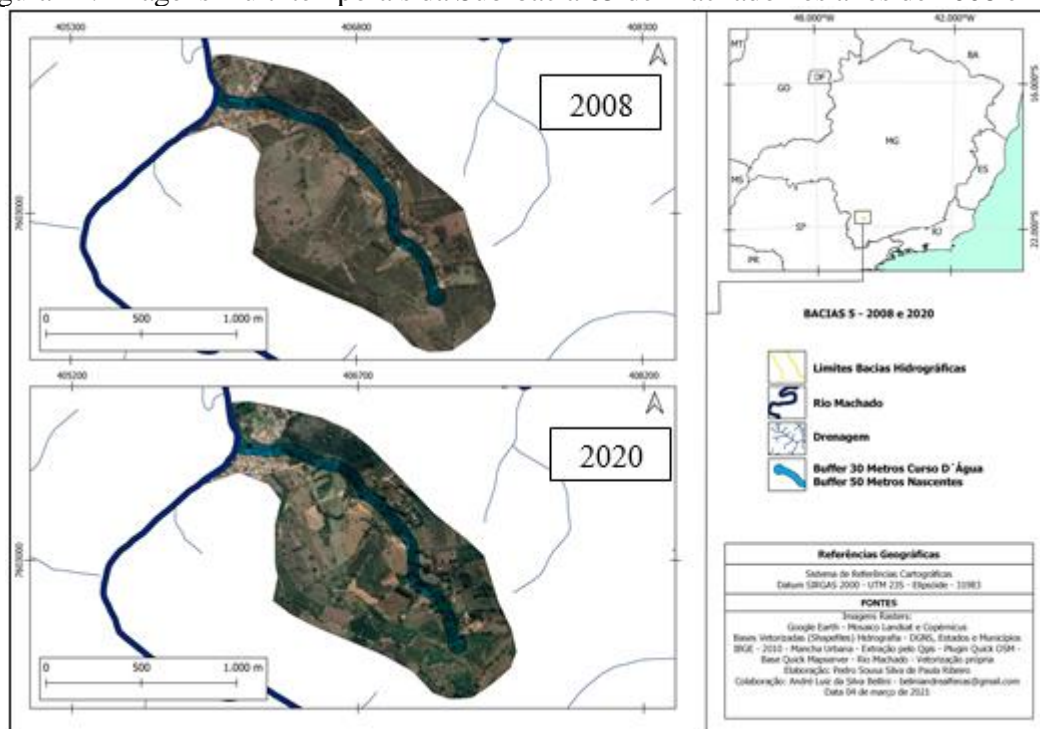 405300 406800 408300
2008
7603000
0 500 1.000 m
405200 406700 408200
2020
7603000
0 500 1.000 m
48.000°W 42.000°W
MT
BA
GO
DF
16.000°S
MG
ES
MS
SP
RJ
22.000°S
PR
BACIAS 5 - 2008 e 2020
Limites Bacias Hidrográficas
Rio Machado
Drenagem
Buffer 30 Metros Curso D´Água
Buffer 50 Metros Nascentes
Referências Geográficas
Sistema de Referências Cartográficas
Datum SIRGAS 2000 - UTM 23S - Elipsóide - 31983
FONTES
Imagens Rasters:
Google Earth - Mosaico Landsat e Copérnicus
Bases Vetorizadas (Shapefiles) Hidrografia - DGNS, Estados e Municípios
IBGE - 2010 - Mancha Urbana - Extração pelo Qgis - Plugin Quick OSM -
Base Quick Mapserver - Rio Machado - Vetorização própria
Elaboração: Pedro Sousa Silva de Paula Ribeiro
Colaboração: André Luiz da Silva Bellini -
Data 04 de março de 2021